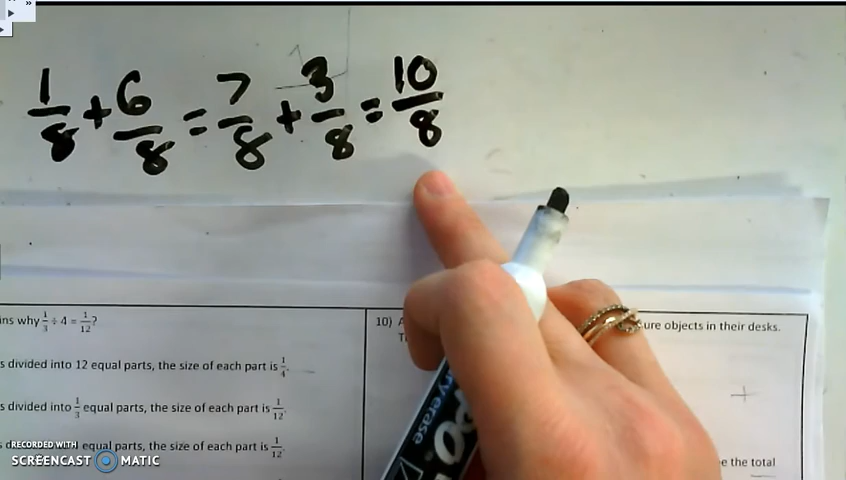 1/8 + 6/8 = 7/8 + 3/8 = 10/8
ins why 1/3 ÷ 4 = 1/12?
s divided into 12 equal parts, the size of each part is 1/4.
s divided into 1/3 equal parts, the size of each part is 1/12.
equal parts, the size of each part is 1/12.
10) A
T
ure objects in their desks.
e the total
dryerase
RECORDED WITH
SCREENCAST MATIC